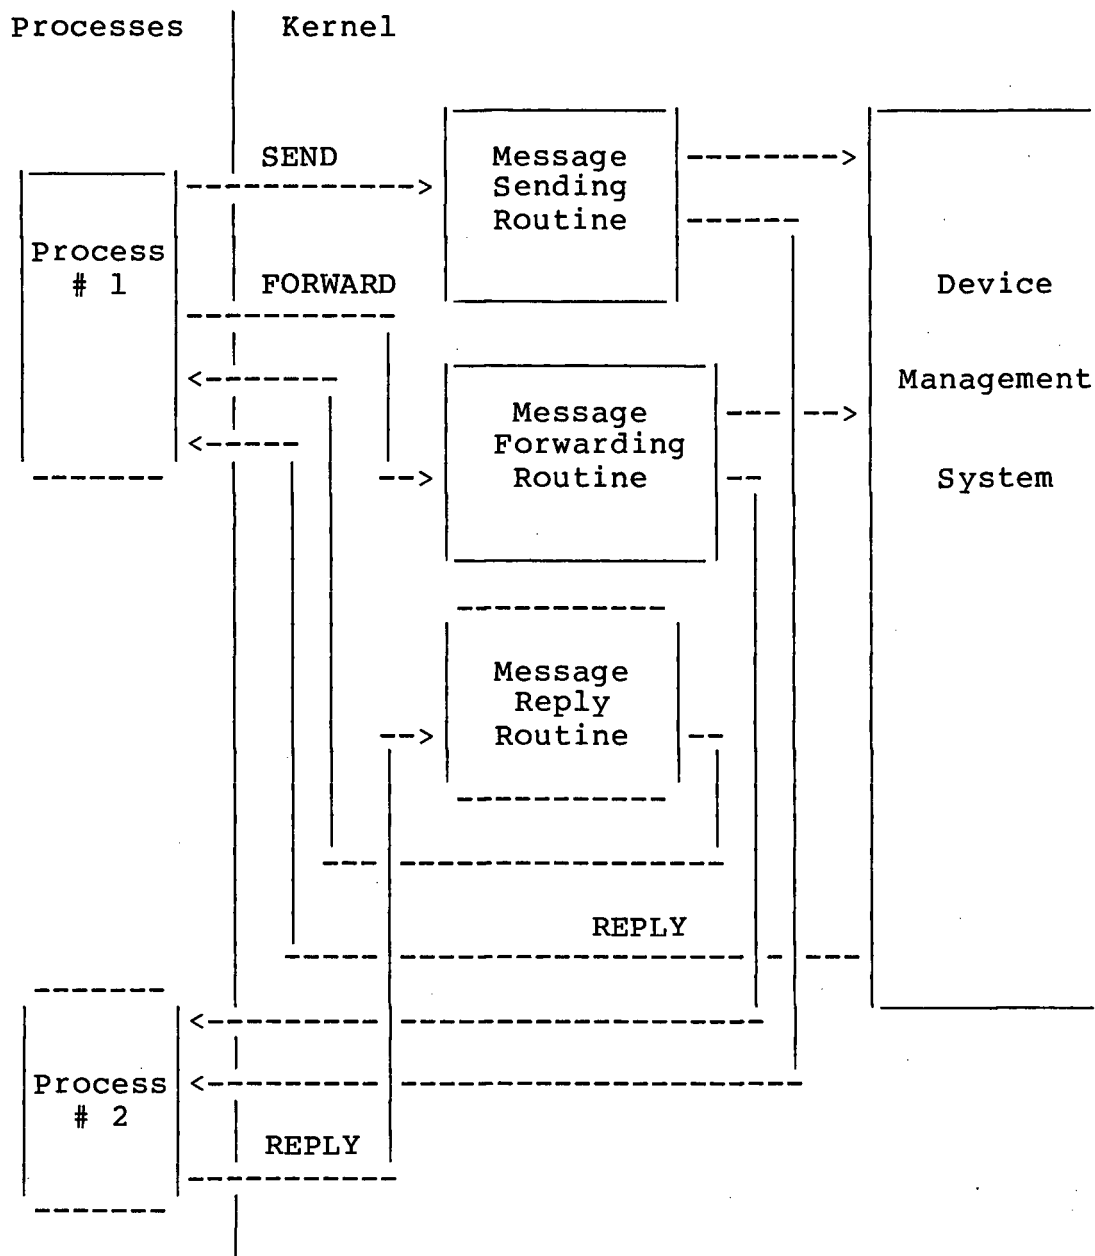 Processes Kernel
SEND
Message
Sending
Routine
Process
# 1
FORWARD
Device
Management
System
Message
Forwarding
Routine
Message
Reply
Routine
REPLY
Process
# 2
REPLY